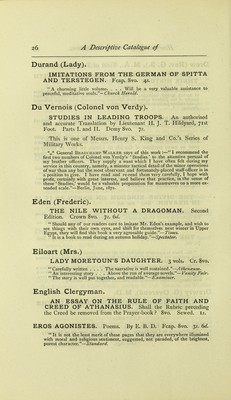 26 A Descriptive Catalogue of
Durand (Lady).
IMITATIONS FROM THE GERMAN OF SPITTA
AND TERSTEGEN. Fcap. 8vo. 4s.
"A charming little volume. . . . Will be a very valuable assistance to
peaceful, meditative souls."—Church Herald.
Du Vernois (Colonel von Verdy).
STUDIES IN LEADING TROOPS. An authorised
and accurate Translation by Lieutenant H. J. T. Hildyard, 71st
Foot. Parts I. and II. Demy 8vo. 7s.
This is one of Messrs. Henry S. King and Co.'s Series of
Military Works.
*** General BEAUCHAMP WALKER says of this work:—"I recommend the
first two numbers of Colonel von Verdy's 'Studies' to the attentive perusal of
my brother officers. They supply a want which I have often felt during my
service in this country, namely, a minuter tactical detail of the minor operations
of war than any but the most observant and fortunately-placed staff-officer is in
a position to give. I have read and re-read them very carefully, I hope with
profit, certainly with great interest, and believe that practice, in the sense of
these 'Studies,' would be a valuable preparation for manœuvres on a more ex-
tended scale."—Berlin, June, 1872.
Eden (Frederic).
THE NILE WITHOUT A DRAGOMAN. Second
Edition. Crown 8vo. 7s. 6d.
"Should any of our readers care to imitate Mr. Eden's example, and wish to
see things with their own eyes, and shift for themselves next winter in Upper
Egypt, they will find this book a very agreeable guide."—Times.
"It is a book to read during an autumn holiday."—Spectator.
Eiloart (Mrs.)
LADY MORETOUN'S DAUGHTER. 3 vols. Cr. 8vo.
"Carefully written . . . The narrative is well sustained."—Athenæum.
"An interesting story . . . Above the run of average novels."—Vanity Fair.
"The story is well put together, and readable."—Examiner.
English Clergyman.
AN ESSAY ON THE RULE OF FAITH AND
CREED OF ATHANASIUS. Shall the Rubric preceding
the Creed be removed from the Prayer-book? 8vo. Sewed. 1s.
EROS AGONISTES. Poems. By E. B. D. Fcap. 8vo. 3s. 6d.
"It is not the least merit of these pages that they are everywhere illumined
with moral and religious sentiment, suggested, not paraded, of the brightest,
purest character."—Standard.